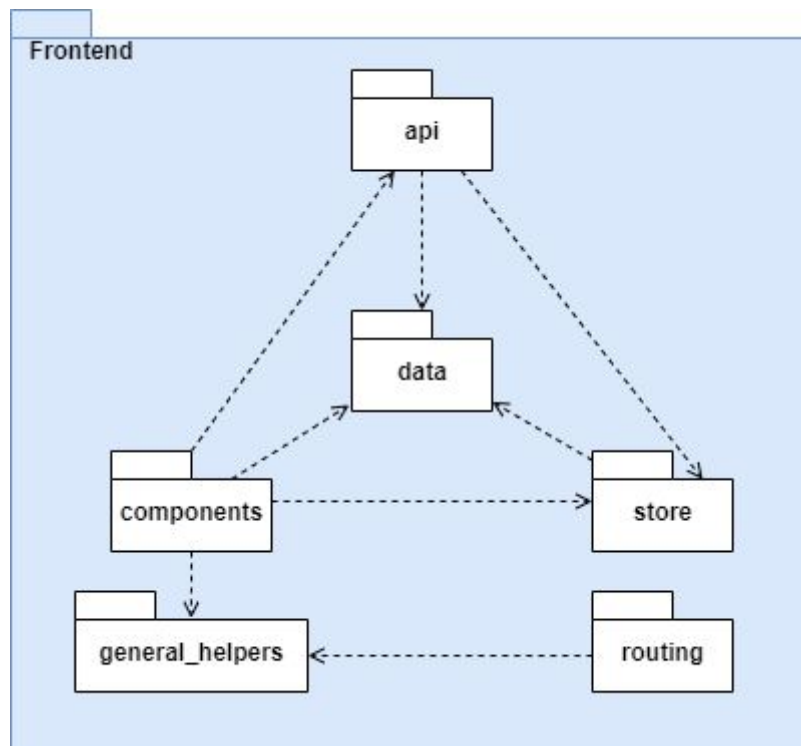 Frontend
api
data
components
store
general_helpers
routing